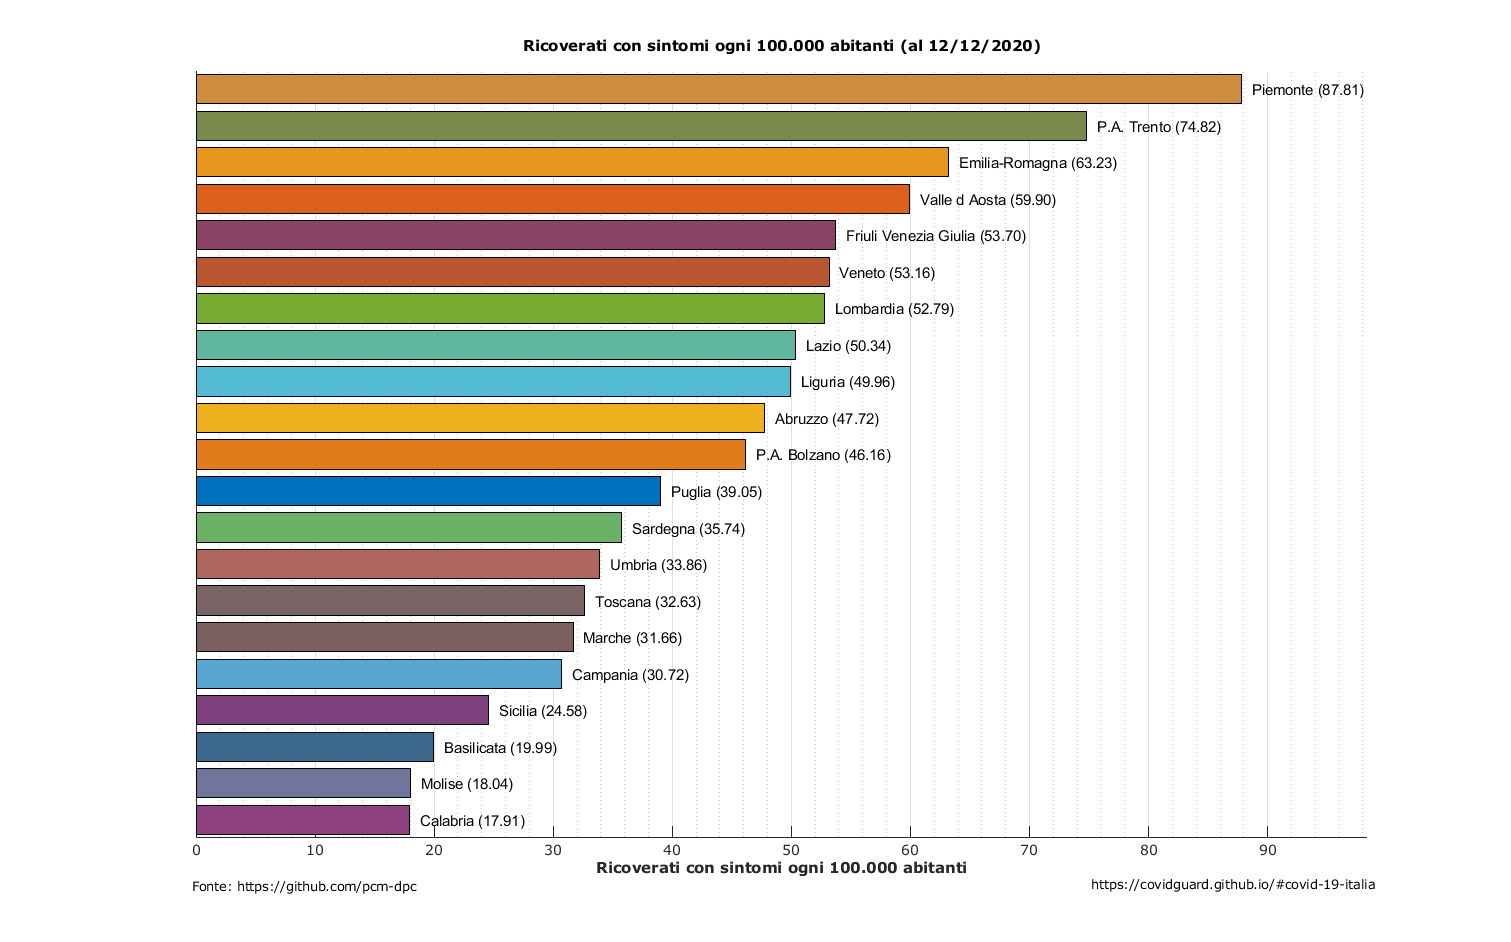 Ricoverati con sintomi ogni 100.000 abitanti (al 12/12/2020)
Piemonte (87.81)
P.A. Trento (74.82)
Emilia-Romagna (63.23)
Valle d Aosta (59.90)
Friuli Venezia Giulia (53.70)
Veneto (53.16)
Lombardia (52.79)
Lazio (50.34)
Liguria (49.96)
Abruzzo (47.72)
P.A. Bolzano (46.16)
Puglia (39.05)
Sardegna (35.74)
Umbria (33.86)
Toscana (32.63)
Marche (31.66)
Campania (30.72)
Sicilia (24.58)
Basilicata (19.99)
Molise (18.04)
Calabria (17.91)
0 10 20 30 40 50 60 70 80 90
Ricoverati con sintomi ogni 100.000 abitanti
Fonte: https://github.com/pcm-dpc
https://covidguard.github.io/#covid-19-italia